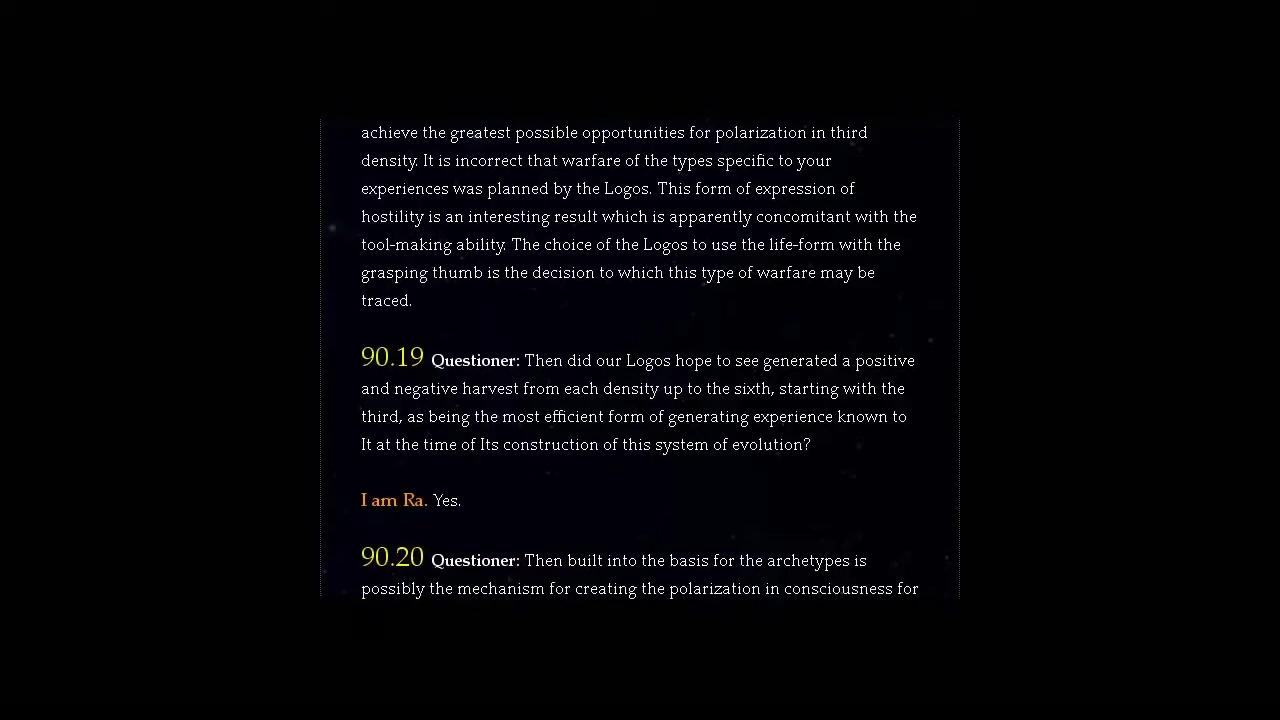 achieve the greatest possible opportunities for polarization in third
density. It is incorrect that warfare of the types specific to your
experiences was planned by the Logos. This form of expression of
hostility is an interesting result which is apparently concomitant with the
tool-making ability. The choice of the Logos to use the life-form with the
grasping thumb is the decision to which this type of warfare may be
traced.
90.19 Questioner: Then did our Logos hope to see generated a positive
and negative harvest from each density up to the sixth, starting with the
third, as being the most efficient form of generating experience known to
It at the time of Its construction of this system of evolution?
I am Ra. Yes.
90.20 Questioner: Then built into the basis for the archetypes is
possibly the mechanism for creating the polarization in consciousness for